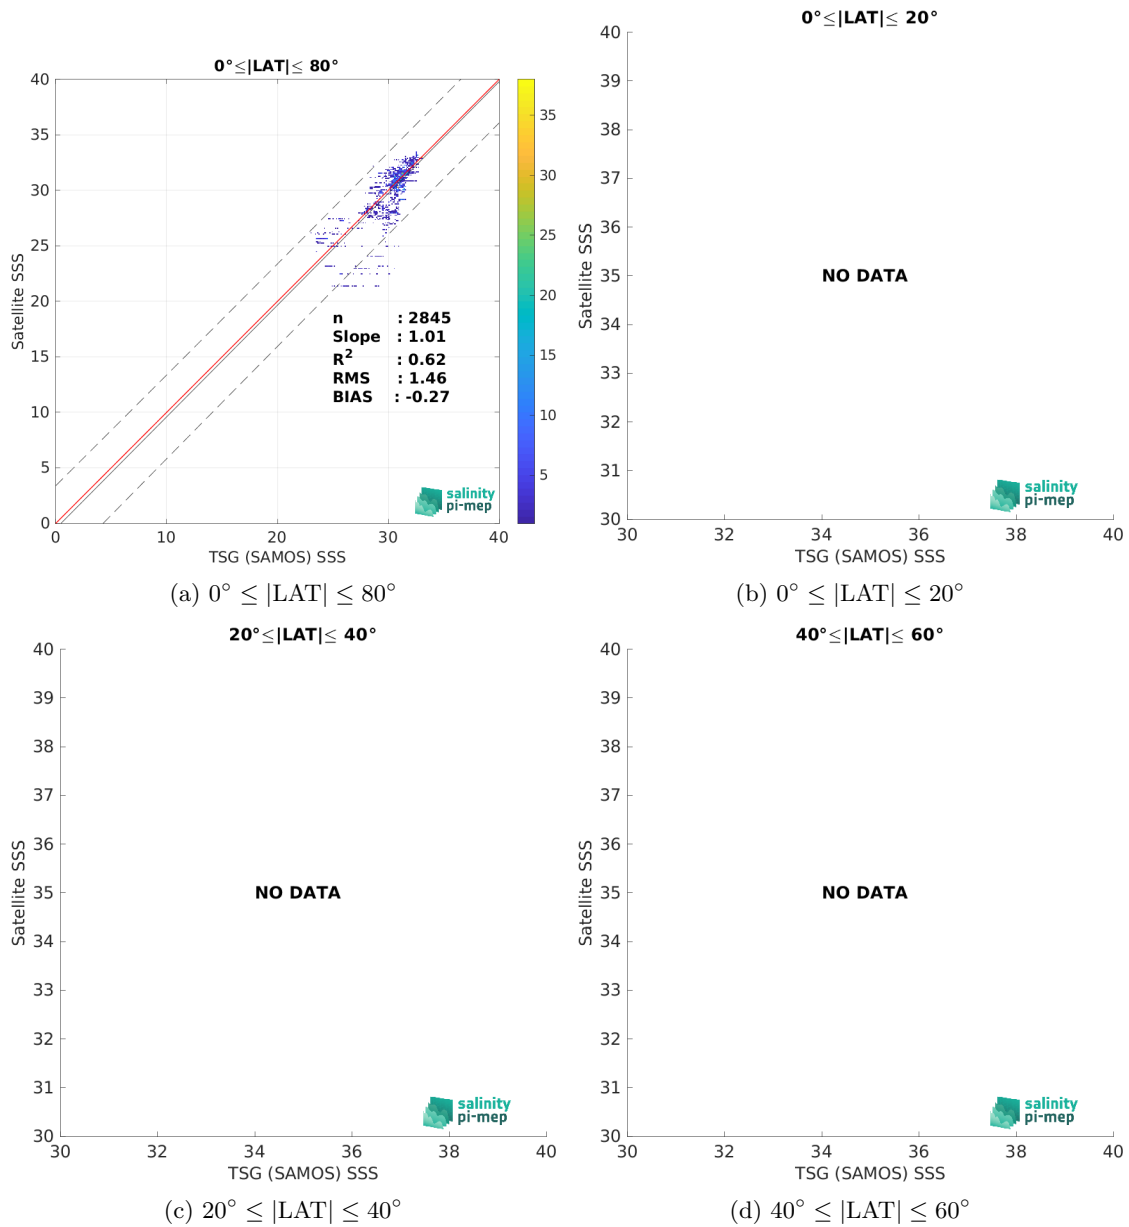 0°≤|LAT|≤ 80°
40
35
30
25
20
15
10
5
0
Satellite SSS
n : 2845
Slope : 1.01
R² : 0.62
RMS : 1.46
BIAS : -0.27
salinity
pi-mep
0 10 20 30 40
TSG (SAMOS) SSS
35
30
25
20
15
10
5
(a) 0° ≤ |LAT| ≤ 80°
0°≤|LAT|≤ 20°
40
39
38
37
36
35
34
33
32
31
30
Satellite SSS
NO DATA
salinity
pi-mep
30 32 34 36 38 40
TSG (SAMOS) SSS
(b) 0° ≤ |LAT| ≤ 20°
20°≤|LAT|≤ 40°
40
39
38
37
36
35
34
33
32
31
30
Satellite SSS
NO DATA
salinity
pi-mep
30 32 34 36 38 40
TSG (SAMOS) SSS
(c) 20° ≤ |LAT| ≤ 40°
40°≤|LAT|≤ 60°
40
39
38
37
36
35
34
33
32
31
30
Satellite SSS
NO DATA
salinity
pi-mep
30 32 34 36 38 40
TSG (SAMOS) SSS
(d) 40° ≤ |LAT| ≤ 60°